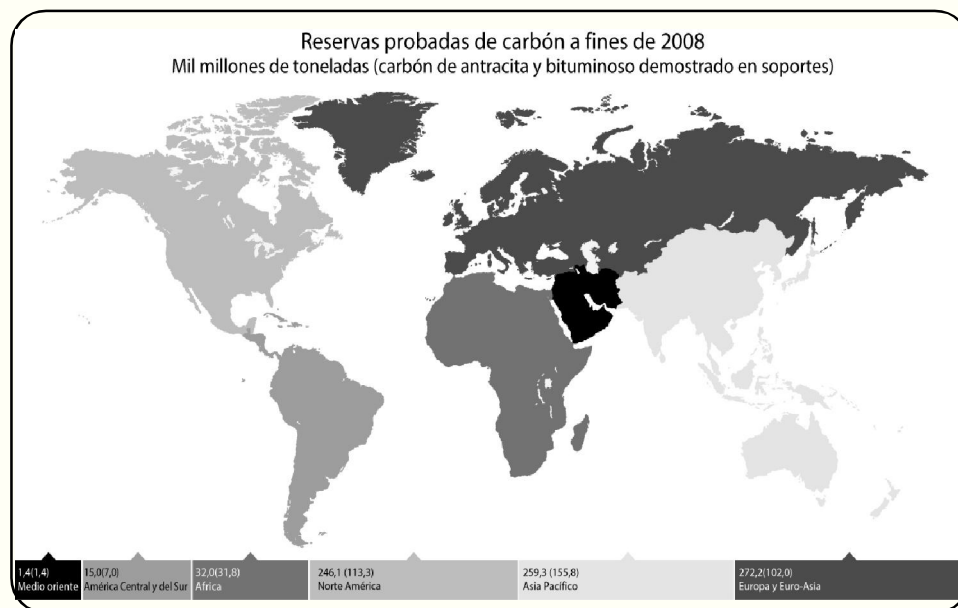 Reservas probadas de carbón a fines de 2008
Mil millones de toneladas (carbón de antracita y bituminoso demostrado en soportes)
1,4(1,4)
Medio oriente
15,0(7,0)
América Central y del Sur
32,0(31,8)
Africa
246,1 (113,3)
Norte América
259,3 (155,8)
Asia Pacífico
272,2(102,0)
Europa y Euro-Asia